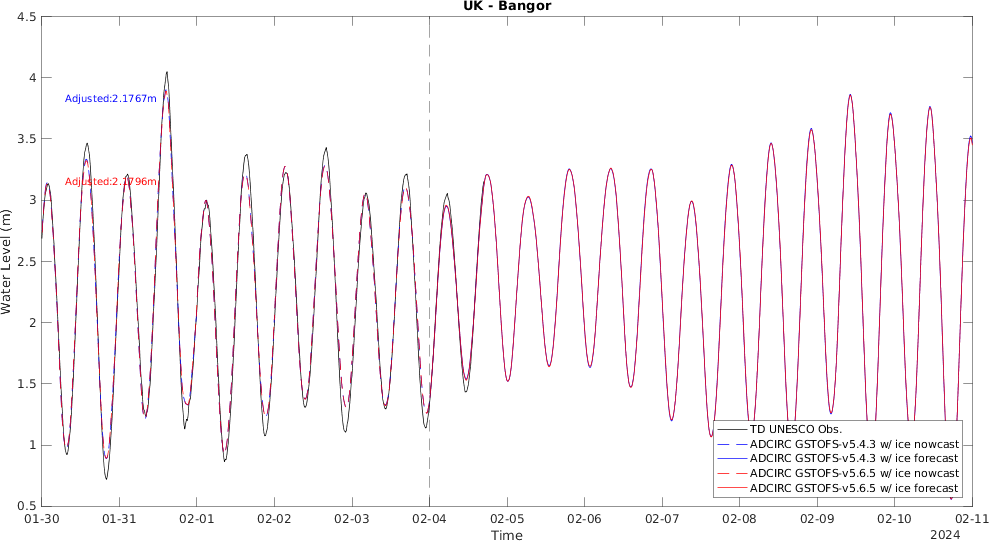 UK - Bangor
4.5
4
3.5
3
2.5
2
1.5
1
0.5
Water Level (m)
Adjusted:2.1767m
Adjusted:2.1796m
TD UNESCO Obs.
ADCIRC GSTOFS-v5.4.3 w/ ice nowcast
ADCIRC GSTOFS-v5.4.3 w/ ice forecast
ADCIRC GSTOFS-v5.6.5 w/ ice nowcast
ADCIRC GSTOFS-v5.6.5 w/ ice forecast
01-30 01-31 02-01 02-02 02-03 02-04 02-05 02-06 02-07 02-08 02-09 02-10 02-11
Time
2024